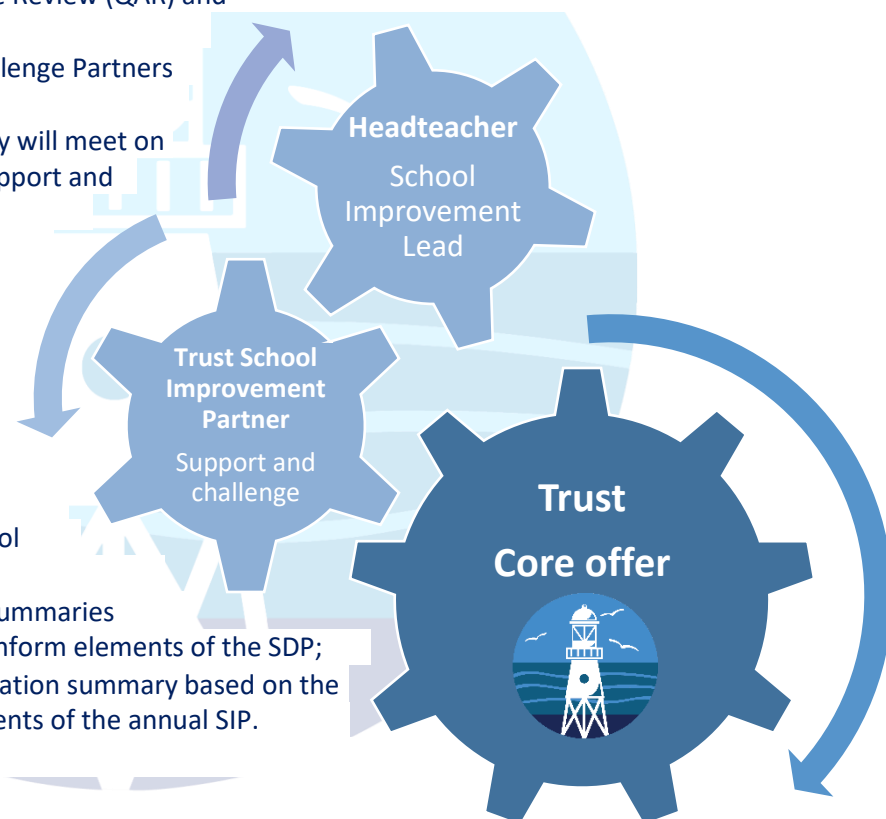 Review (QAR) and
lenge Partners
y will meet on
pport and
Headteacher
School
Improvement
Lead
Trust School
Improvement
Partner
Support and
challenge
Trust
Core offer
ol
ummaries
nform elements of the SDP;
ation summary based on the
ents of the annual SIP.